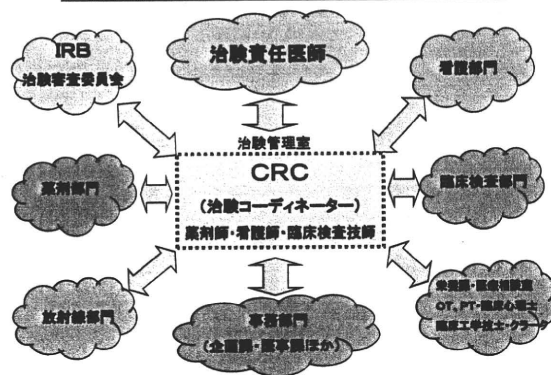 IRB
治験審査委員会
治験責任医師
看護部門
治験管理室
CRC
(治験コーディネーター)
薬剤師・看護師・臨床検査技師
薬剤部門
臨床検査部門
放射線部門
事務部門
(企画課・医事課ほか)
栄養課・医療相談室
OT、PT・臨床心理士
臨床工学技士・クラーク